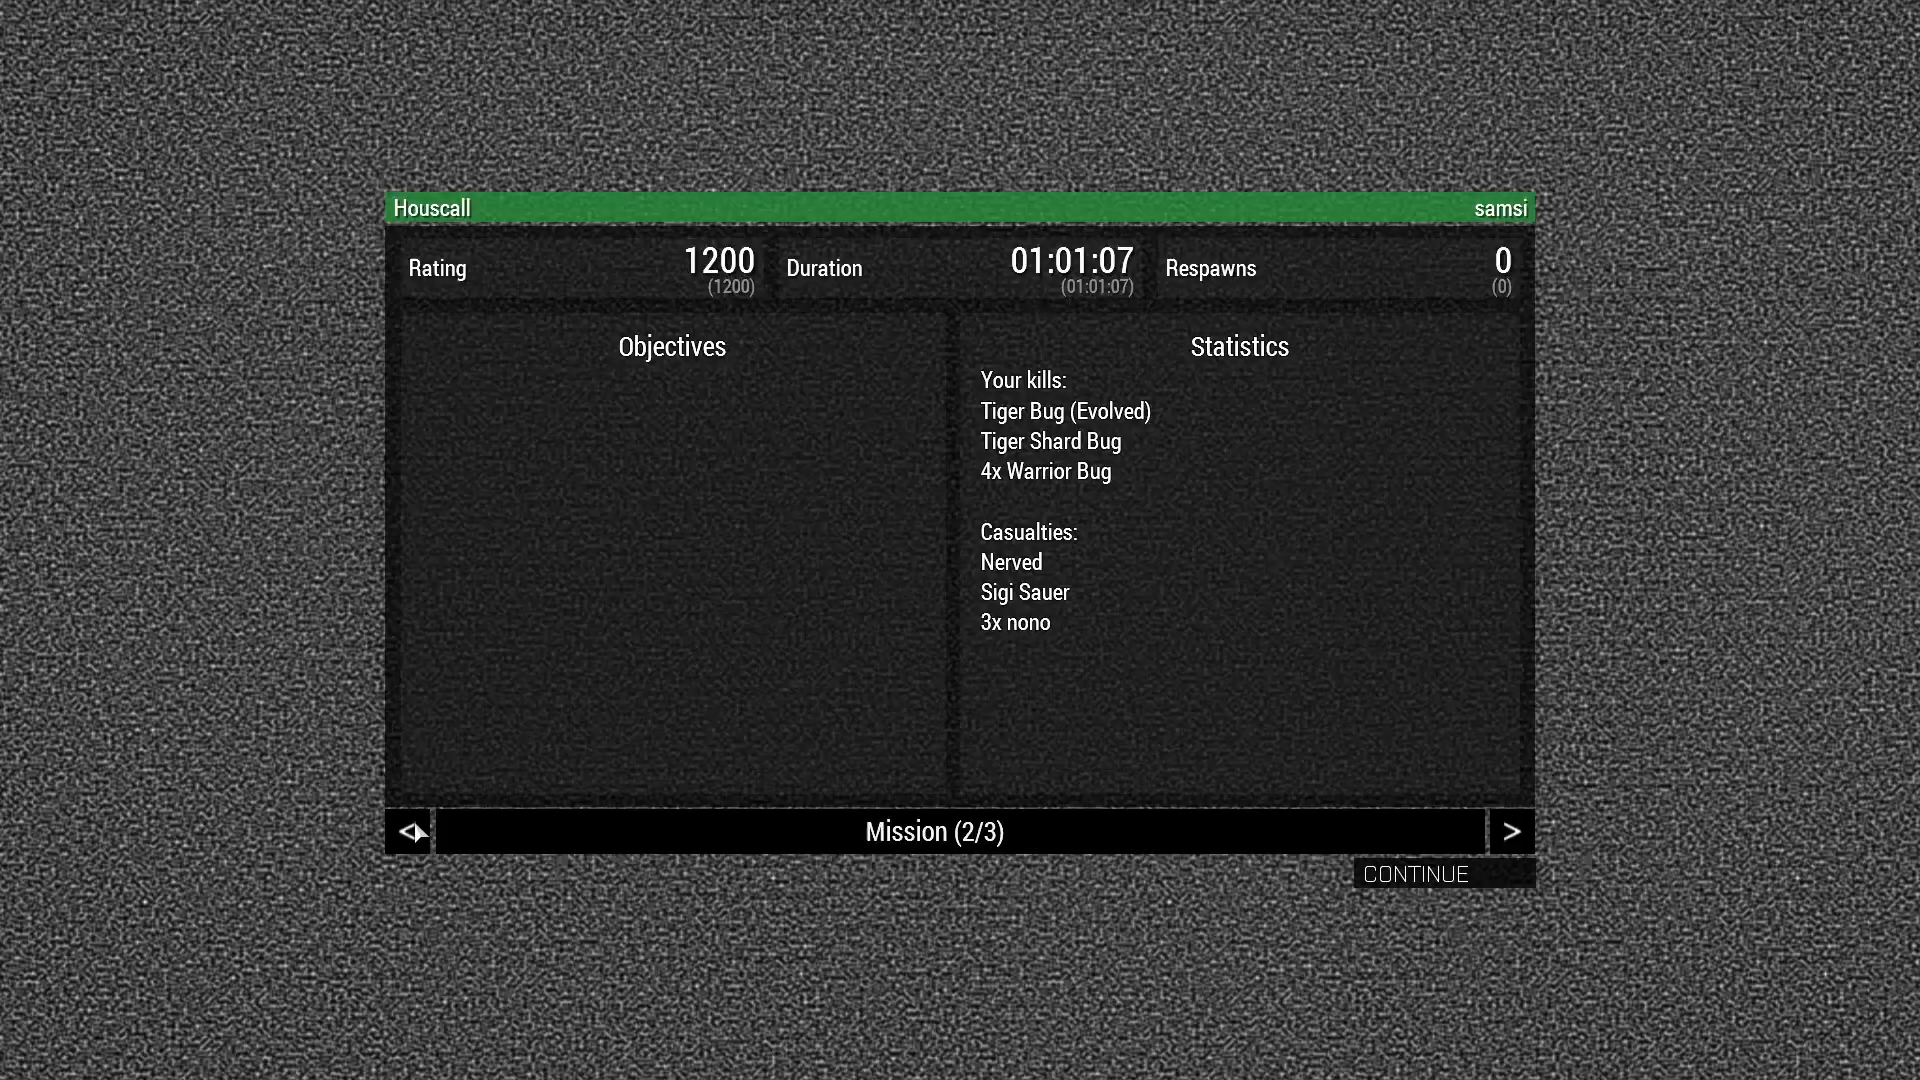 Houscall samsi
Rating 1200 Duration 01:01:07 Respawns 0
(1200) (01:01:07) (0)
Objectives
Statistics
Your kills:
Tiger Bug (Evolved)
Tiger Shard Bug
4x Warrior Bug
Casualties:
Nerved
Sigi Sauer
3x nono
Mission (2/3) >
CONTINUE